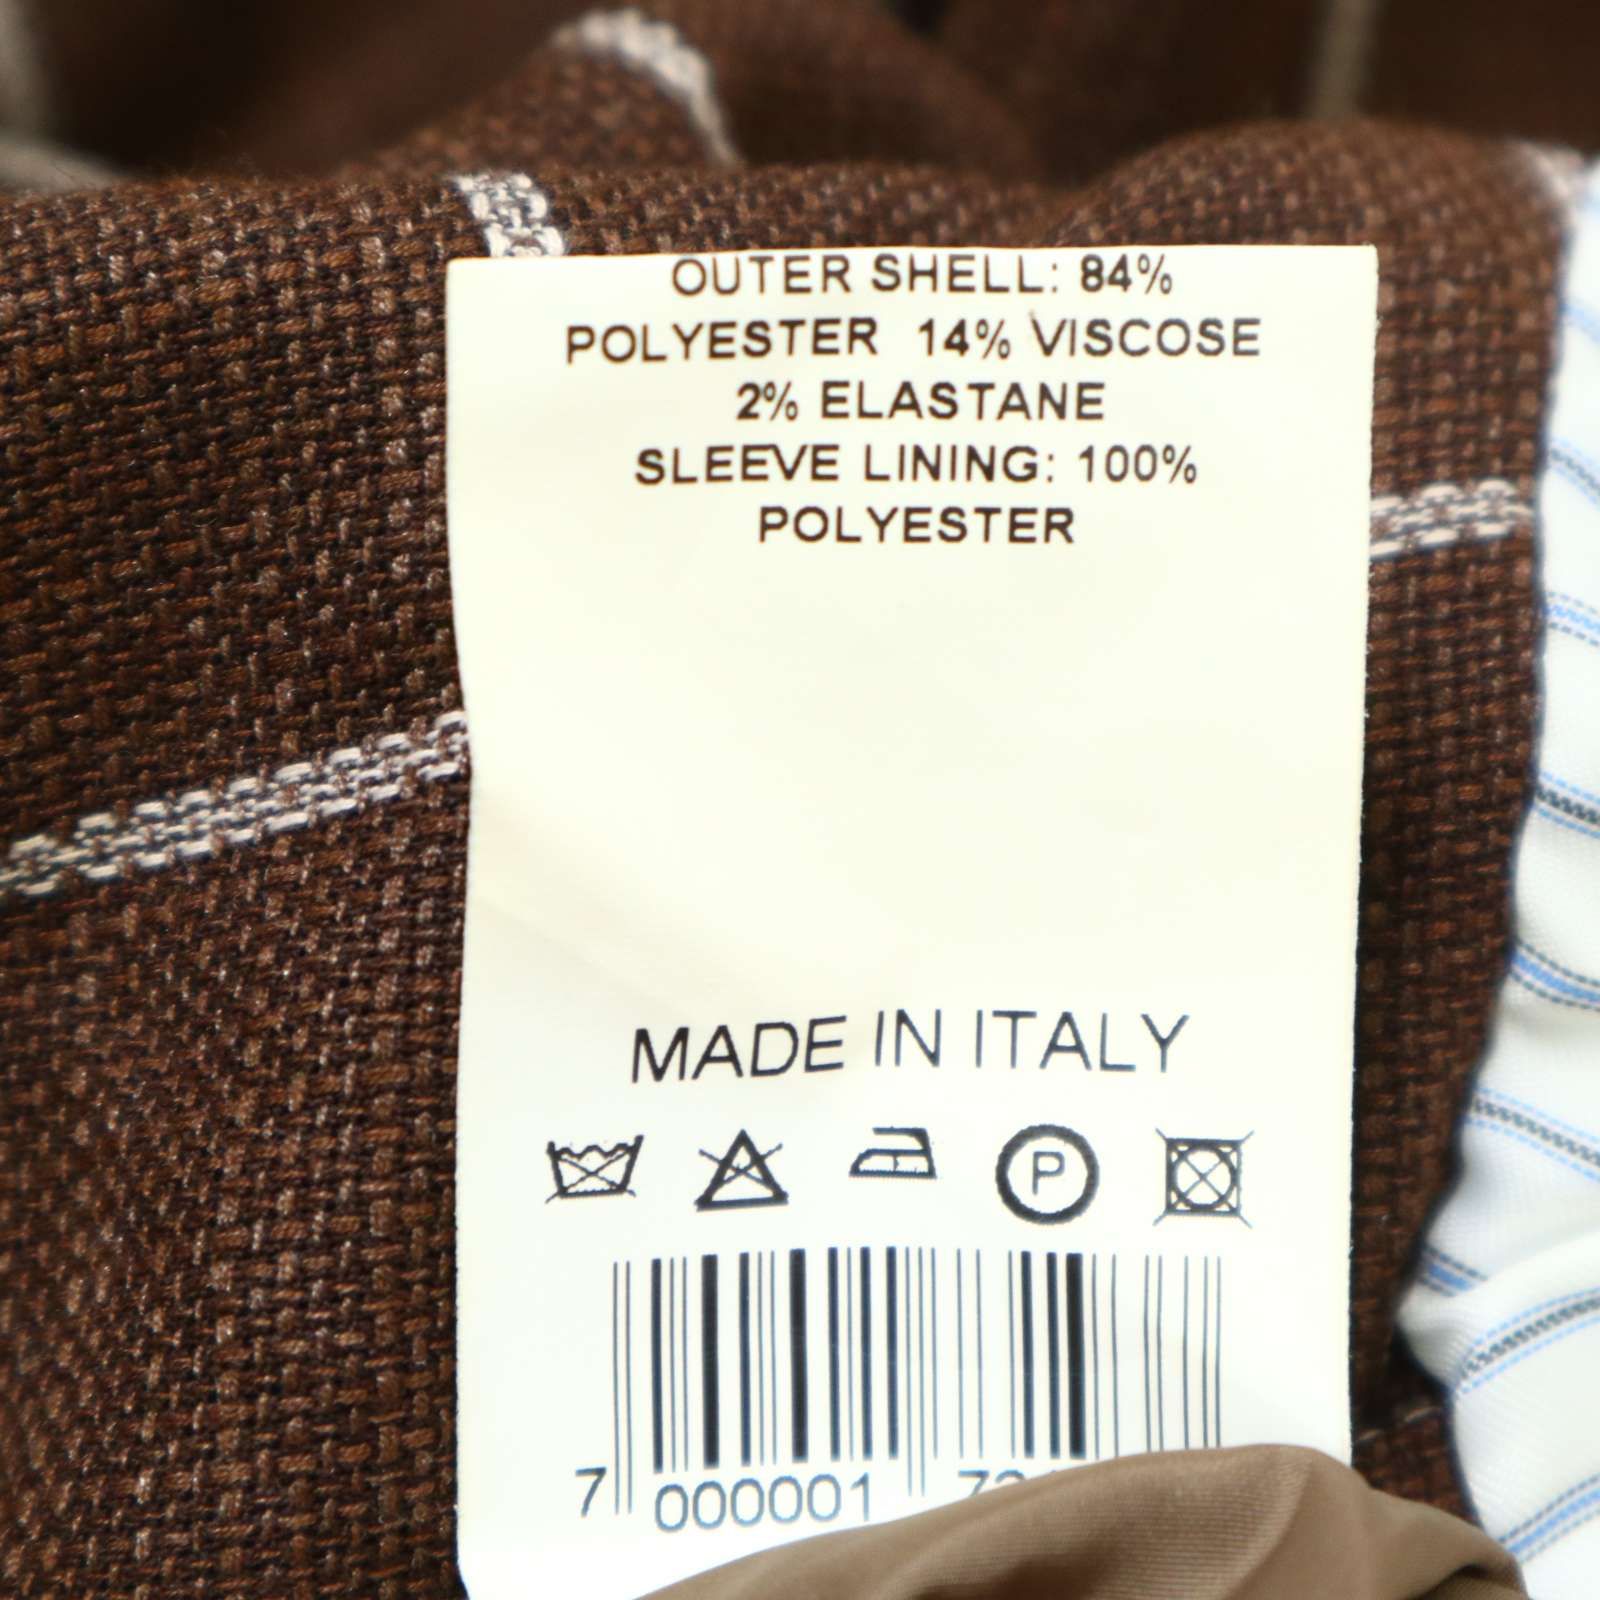 OUTER SHELL: 84%
POLYESTER 14% VISCOSE
2% ELASTANE
SLEEVE LINING: 100%
POLYESTER
MADE IN ITALY
P
7 000001